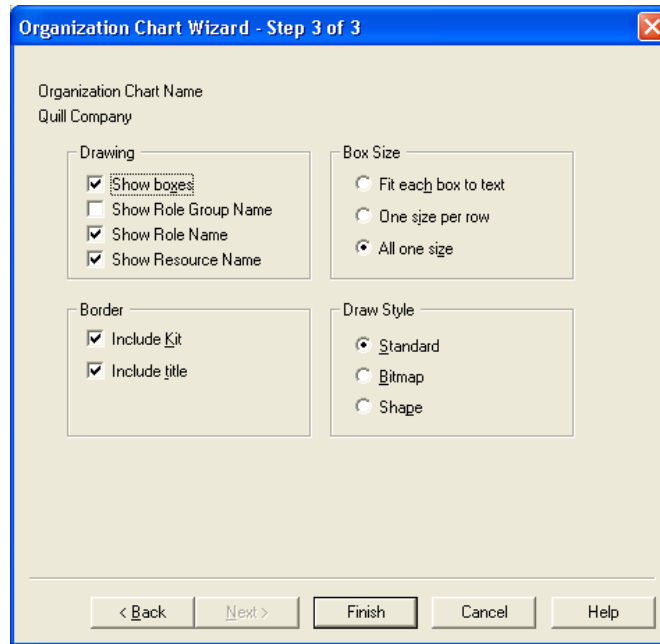 Organization Chart Wizard - Step 3 of 3
Organization Chart Name
Quill Company
Drawing
Show boxes
Show Role Group Name
Show Role Name
Show Resource Name
Box Size
Fit each box to text
One size per row
All one size
Border
Include Kit
Include title
Draw Style
Standard
Bitmap
Shape
< Back
Next >
Finish
Cancel
Help